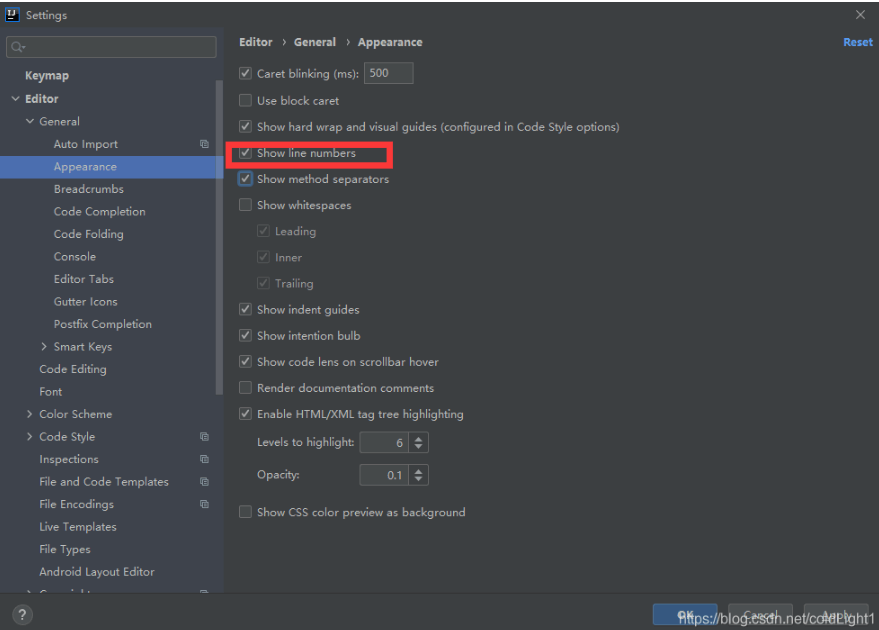 Settings
Editor › General › Appearance
Reset
Keymap
Editor
General
Auto Import
Appearance
Breadcrumbs
Code Completion
Code Folding
Console
Editor Tabs
Gutter Icons
Postfix Completion
Smart Keys
Code Editing
Font
Color Scheme
Code Style
Inspections
File and Code Templates
File Encodings
Live Templates
File Types
Android Layout Editor
Caret blinking (ms): 500
Use block caret
Show hard wrap and visual guides (configured in Code Style options)
Show line numbers
Show method separators
Show whitespaces
Leading
Inner
Trailing
Show indent guides
Show intention bulb
Show code lens on scrollbar hover
Render documentation comments
Enable HTML/XML tag tree highlighting
Levels to highlight: 6
Opacity: 0.1
Show CSS color preview as background
?
OK
Cancel
Apply
https://blog.csdn.net/coldLight1